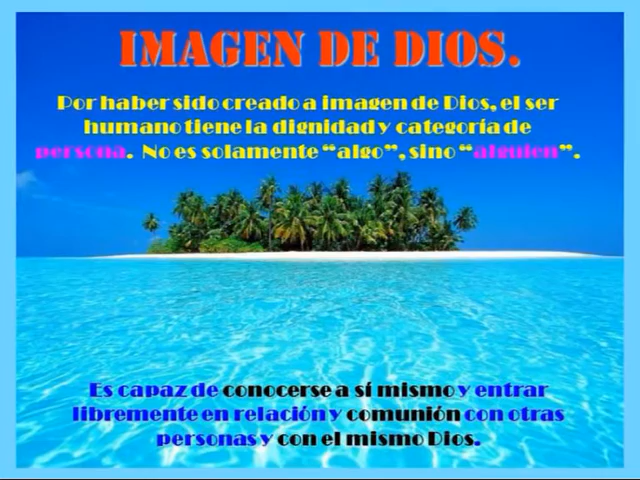 IMAGEN DE DIOS.
Por haber sido creado a imagen de Dios, el ser
humano tiene la dignidad y categoría de
persona. No es solamente “algo”, sino “alguien”.
Es capaz de conocerse a sí mismo y entrar
libremente en relación y comunión con otras
personas y con el mismo Dios.